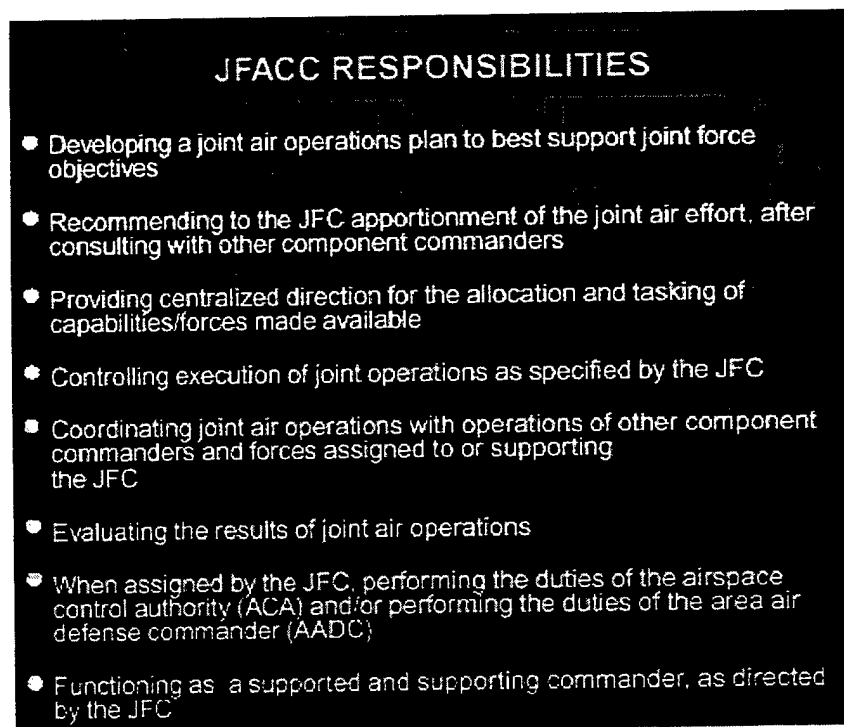 JFACC RESPONSIBILITIES
● Developing a joint air operations plan to best support joint force
objectives
● Recommending to the JFC apportionment of the joint air effort, after
consulting with other component commanders
● Providing centralized direction for the allocation and tasking of
capabilities/forces made available
● Controlling execution of joint operations as specified by the JFC
● Coordinating joint air operations with operations of other component
commanders and forces assigned to or supporting
the JFC
● Evaluating the results of joint air operations
● When assigned by the JFC, performing the duties of the airspace
control authority (ACA) and/or performing the duties of the area air
defense commander (AADC)
● Functioning as a supported and supporting commander, as directed
by the JFC